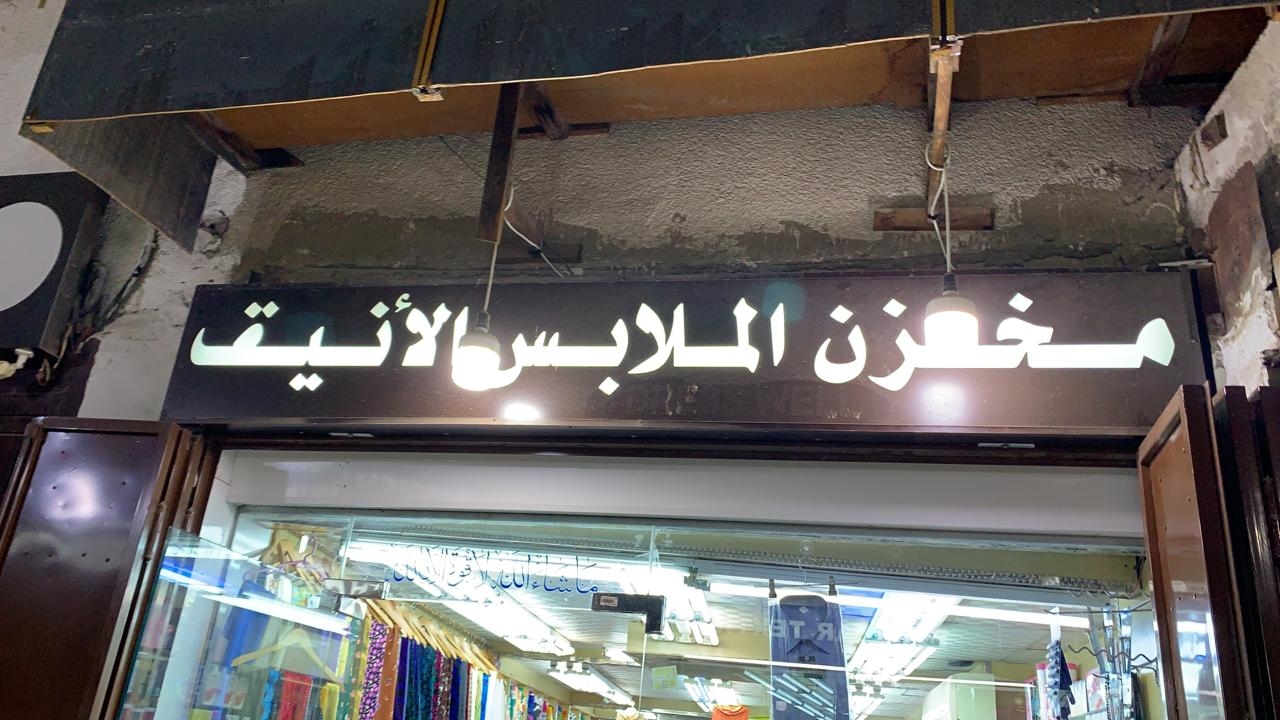 مخزن الملابس الأنيق
ما شاء الله لا قوة إلا بالله